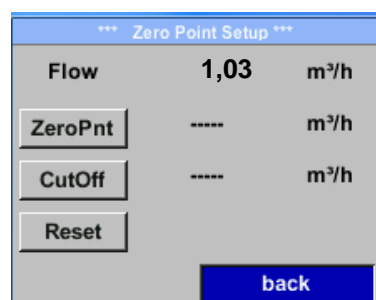 *** Zero Point Setup ***
Flow 1,03 m³/h
ZeroPnt ----- m³/h
CutOff ----- m³/h
Reset
back